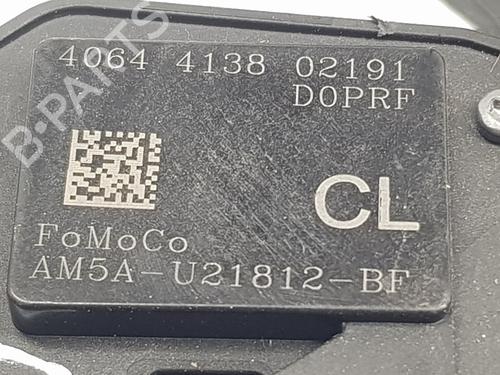 4064 4138 02191
D0PRF
CL
FoMoCo
AM5A-U21812-BF
B-PARTS